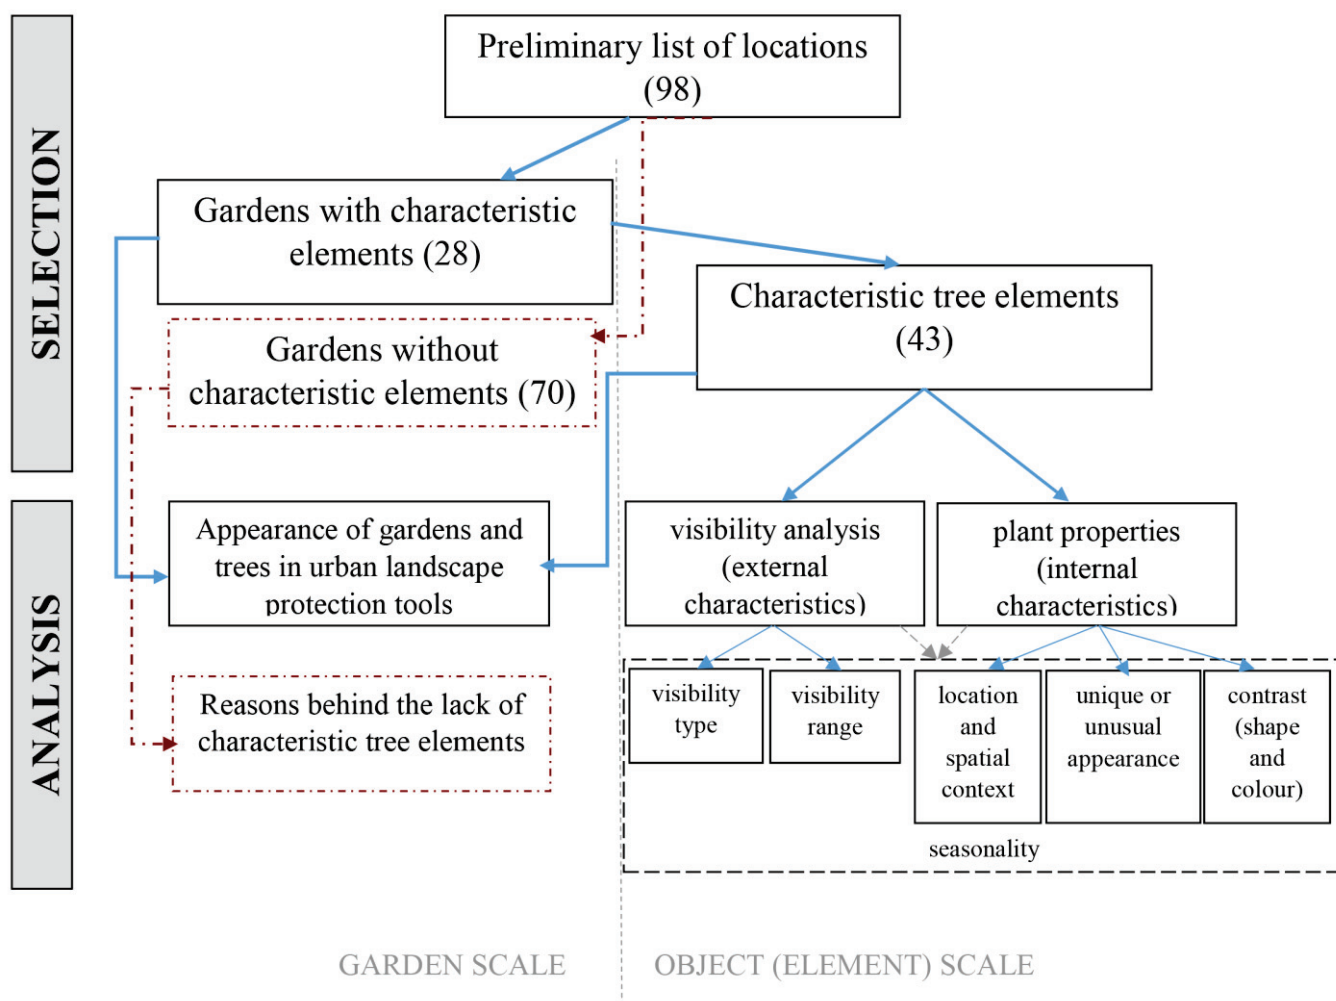 SELECTION
Preliminary list of locations
(98)
Gardens with characteristic
elements (28)
Characteristic tree elements
(43)
Gardens without
characteristic elements (70)
ANALYSIS
Appearance of gardens and
trees in urban landscape
protection tools
visibility analysis
(external
characteristics)
plant properties
(internal
characteristics)
Reasons behind the lack of
characteristic tree elements
visibility
type
visibility
range
location
and
spatial
context
unique or
unusual
appearance
contrast
(shape
and
colour)
seasonality
GARDEN SCALE
OBJECT (ELEMENT) SCALE